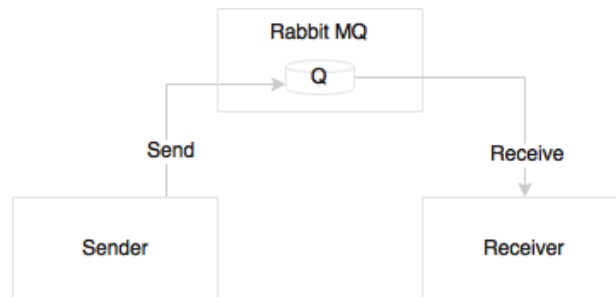 Rabbit MQ
Q
Send
Receive
Sender
Receiver